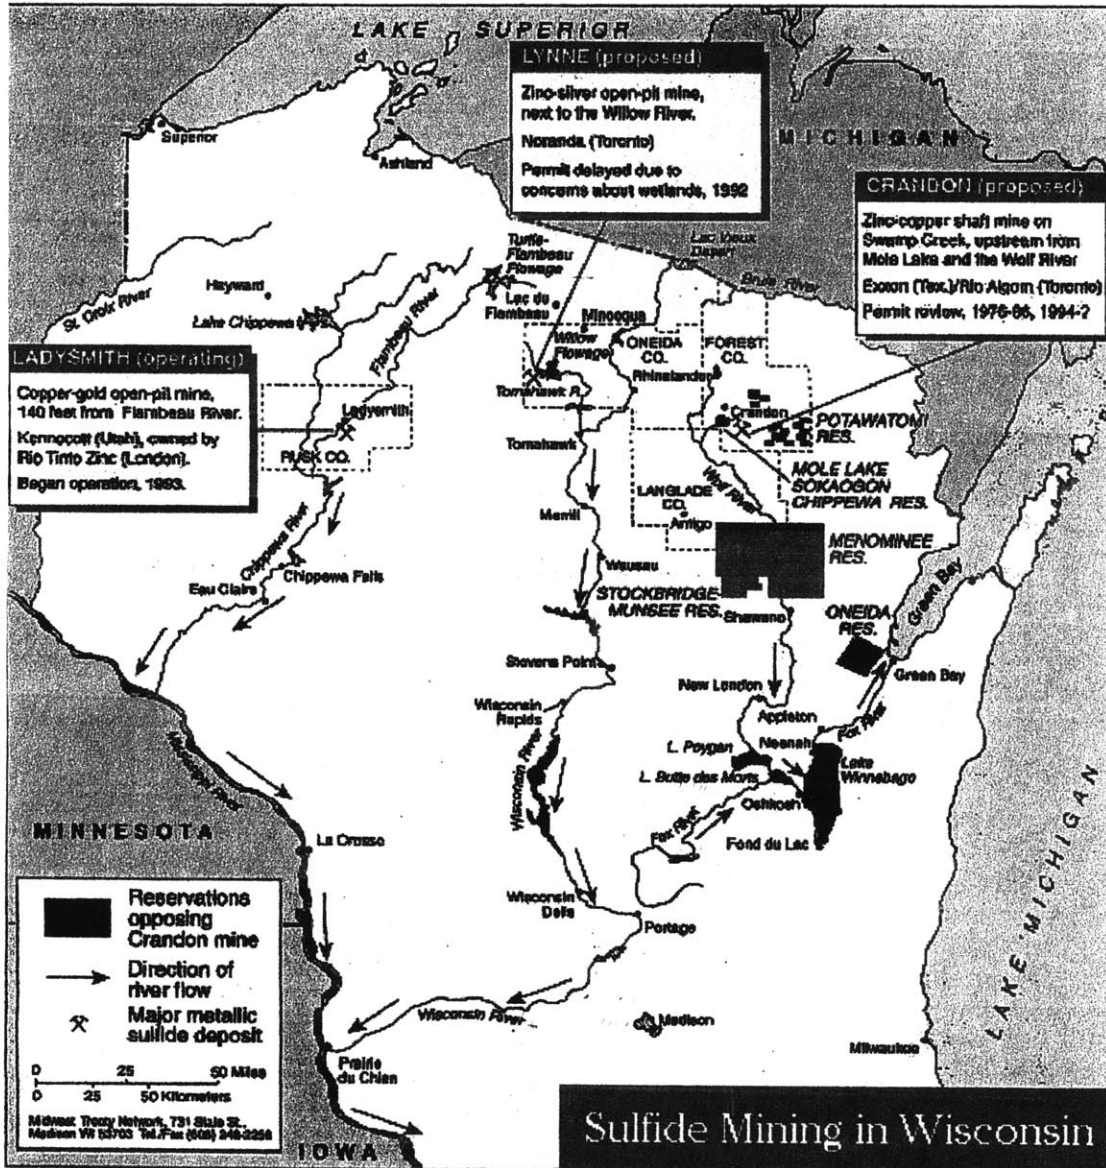 LAKE SUPERIOR
LYNNE (proposed)
Zinc-silver open-pit mine,
next to the Willow River.
Noranda (Toronto)
Permit delayed due to
concerns about wetlands, 1992
MICHIGAN
CRANDON (proposed)
Zinc-copper shaft mine on
Swamp Creek, upstream from
Mole Lake and the Wolf River
Exxon (Tex.)/Rio Algom (Toronto)
Permit review, 1976-86, 1994-?
Superior
Ashland
Lac Vieux
Desert
Brule River
Turtle-
Flambeau
Flowage
Hayward
St. Croix River
Lake Chippewa
Flambeau River
Lac du
Flambeau
Minocqua
Willow
Flowage
ONEIDA
CO.
FOREST
CO.
LADYSMITH (operating)
Copper-gold open-pit mine,
140 feet from Flambeau River.
Kennecott (Utah), owned by
Rio Tinto Zinc (London).
Began operation, 1993.
Ladysmith
RUSK CO.
Tomahawk R.
Rhinelander
Crandon
POTAWATOMI
RES.
Tomahawk
MOLE LAKE
SOKAOGON
CHIPPEWA RES.
Wolf River
LANGLADE
CO.
Antigo
Merrill
MENOMINEE
RES.
Chippewa River
Chippewa Falls
Eau Claire
Wausau
STOCKBRIDGE-
MUNSEE RES.
Shawano
ONEIDA
RES.
Green Bay
Green Bay
Stevens Point
New London
Appleton
Wisconsin
Rapids
Neenah
Fox River
L. Poygan
Lake
Winnebago
L. Butte des Morts
Oshkosh
Wisconsin River
Fox River
Fond du Lac
Mississippi River
MINNESOTA
La Crosse
LAKE MICHIGAN
Wisconsin
Dells
Portage
Reservations
opposing
Crandon mine
Direction of
river flow
Major metallic
sulfide deposit
0 25 50 Miles
0 25 50 Kilometers
Midwest Treaty Network, 731 State St.,
Madison WI 53703 Tel./Fax (608) 246-2256
Wisconsin River
Madison
Milwaukee
Prairie
du Chien
IOWA
Sulfide Mining in Wisconsin